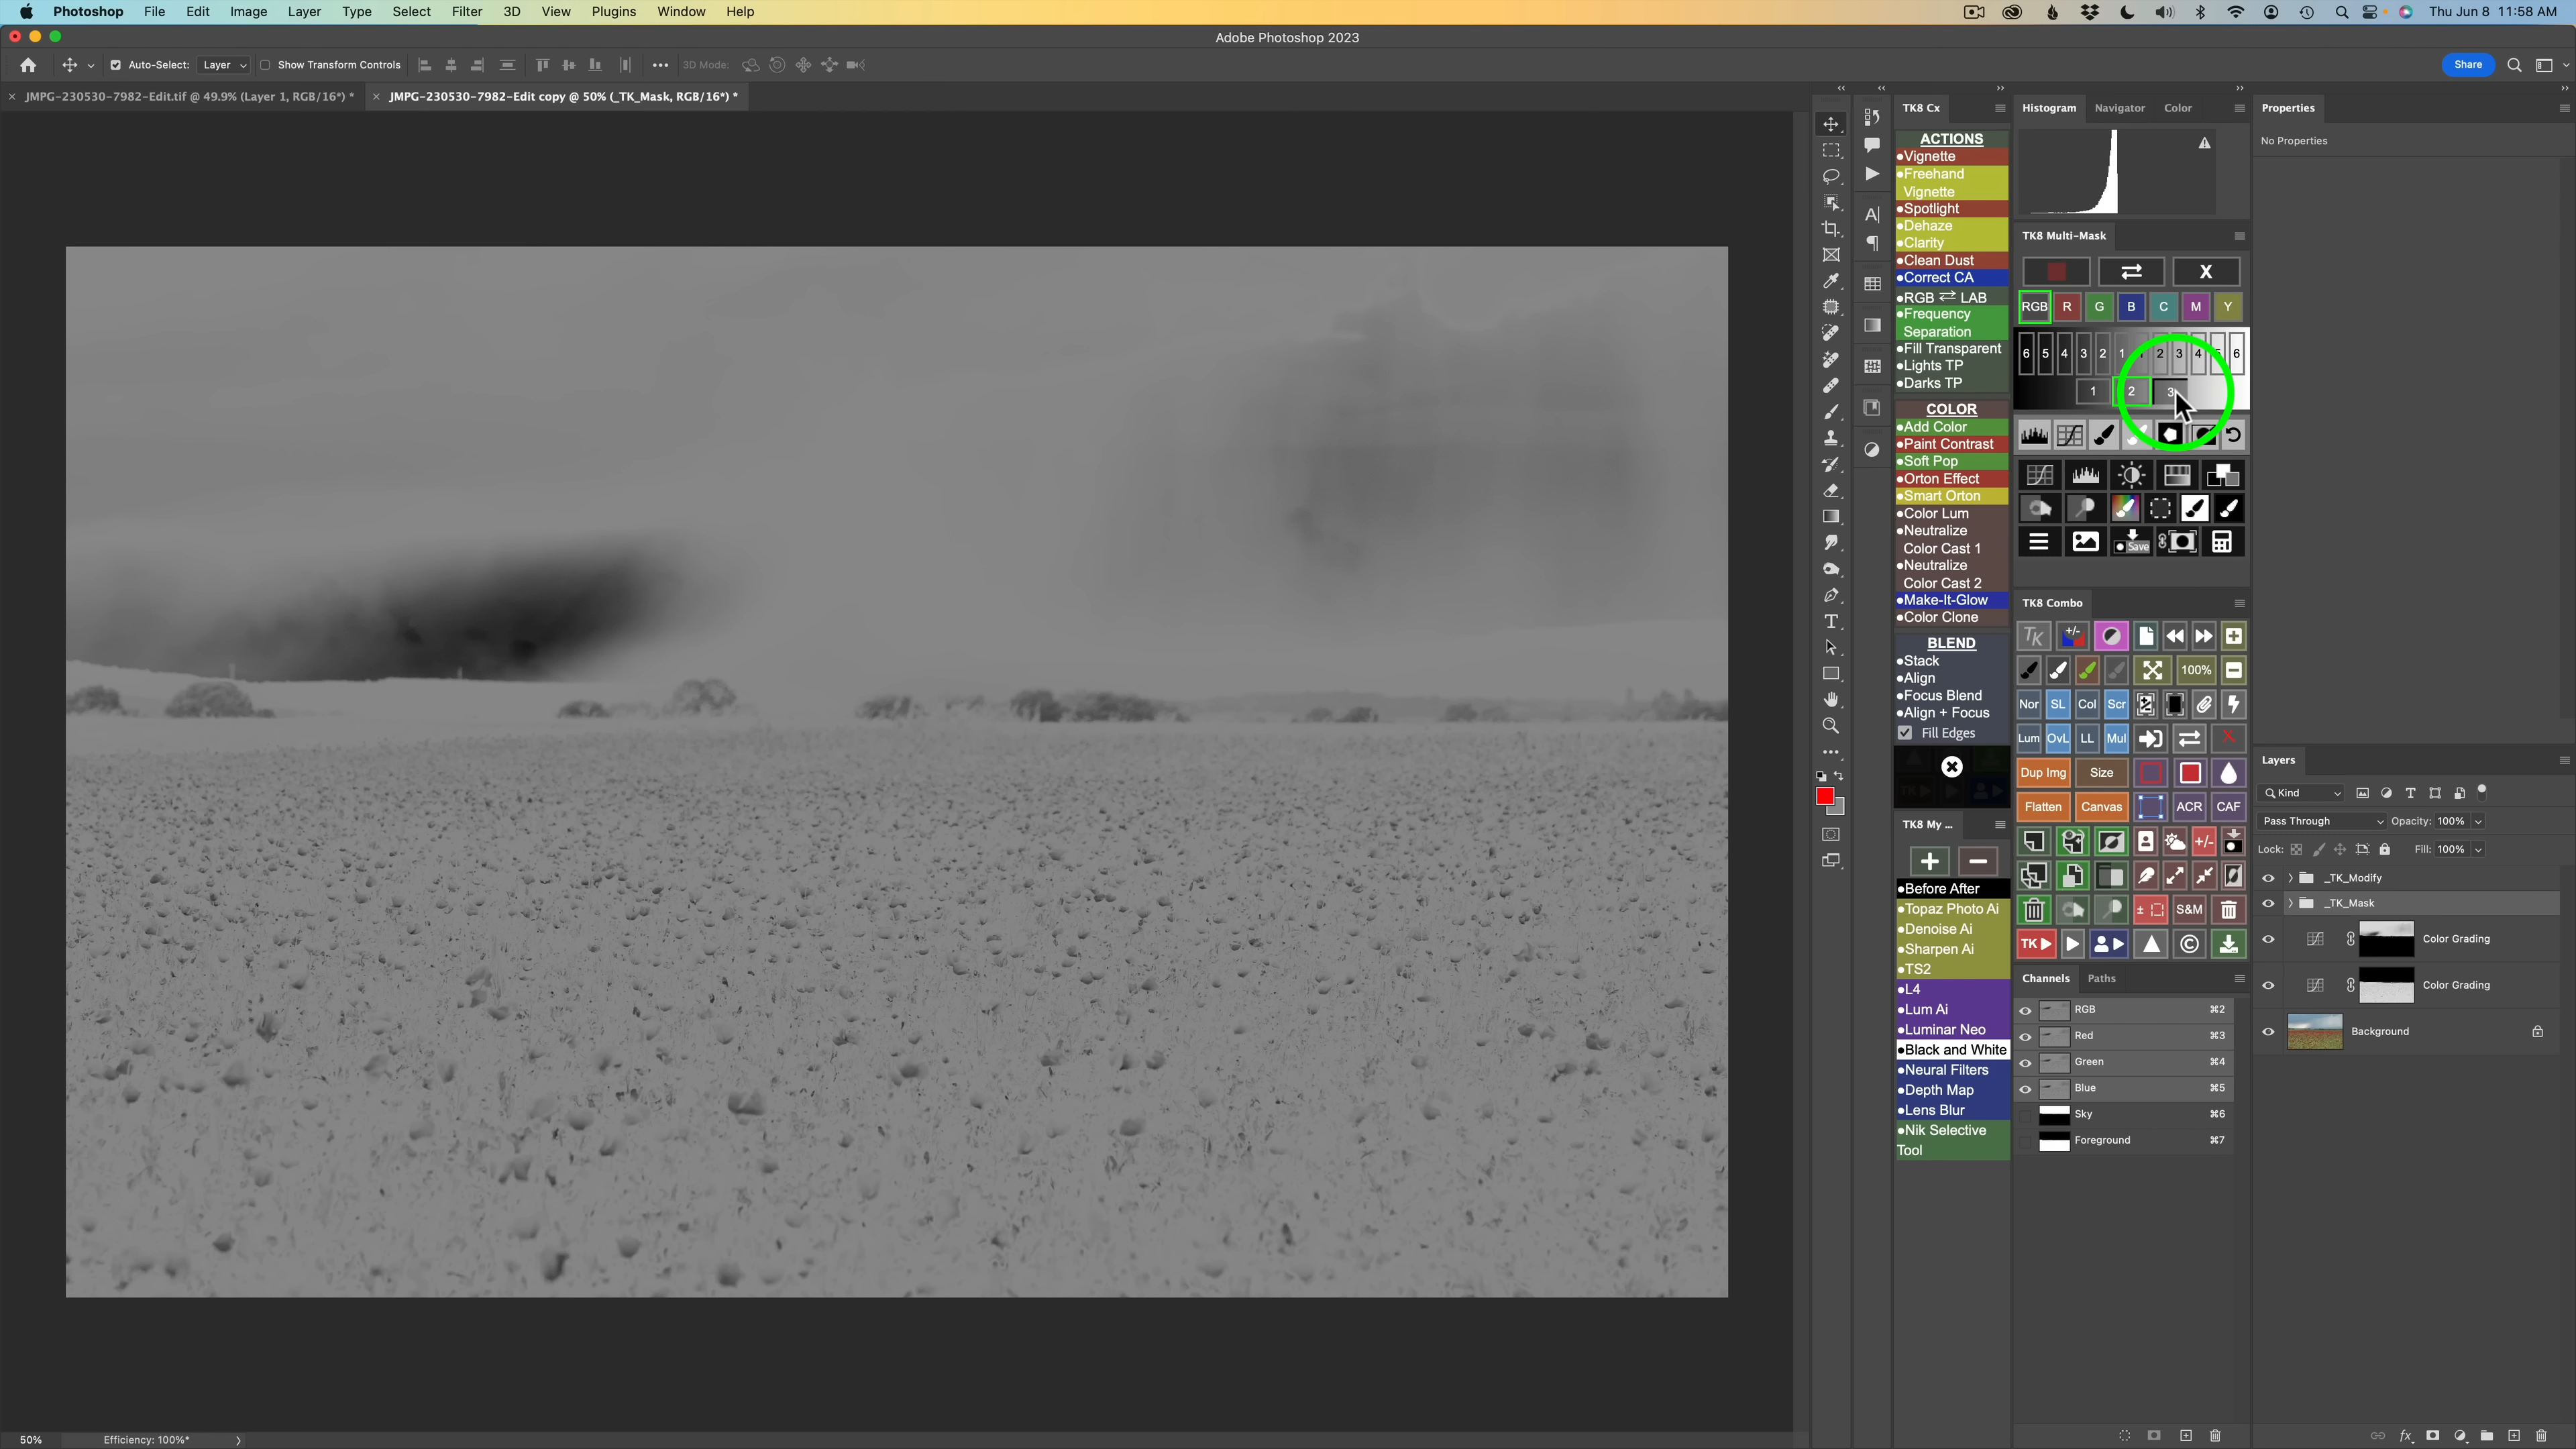 Photoshop File Edit Image Layer Type Select Filter 3D View Plugins Window Help Thu Jun 8 11:58 AM
Adobe Photoshop 2023
Auto-Select: Layer Show Transform Controls 3D Mode: Share
JMPG-230530-7982-Edit.tif @ 49.9% (Layer 1, RGB/16*) * JMPG-230530-7982-Edit copy @ 50% (_TK_Mask, RGB/16*) *
TK8 Cx
ACTIONS
Vignette
Freehand
Vignette
Spotlight
Dehaze
Clarity
Clean Dust
Correct CA
RGB ⇄ LAB
Frequency
Separation
Fill Transparent
Lights TP
Darks TP
COLOR
Add Color
Paint Contrast
Soft Pop
Orton Effect
Smart Orton
Color Lum
Neutralize
Color Cast 1
Neutralize
Color Cast 2
Make-It-Glow
Color Clone
BLEND
Stack
Align
Focus Blend
Align + Focus
Fill Edges
TK8 My ...
Before After
Topaz Photo Ai
Denoise Ai
Sharpen Ai
TS2
L4
Lum Ai
Luminar Neo
Black and White
Neural Filters
Depth Map
Lens Blur
Nik Selective
Tool
Histogram Navigator Color
TK8 Multi-Mask
X
RGB R G B C M Y
6 5 4 3 2 1 2 3 4 5 6
1 2 3
Save
TK8 Combo
TK +/-
100%
Nor SL Col Scr
Lum OvL LL Mul X
Dup Img Size
Flatten Canvas ACR CAF
+/-
± S&M
TK ©
Channels Paths
RGB ⌘2
Red ⌘3
Green ⌘4
Blue ⌘5
Sky ⌘6
Foreground ⌘7
Properties
No Properties
Layers
Kind
Pass Through Opacity: 100%
Lock: Fill: 100%
_TK_Modify
_TK_Mask
Color Grading
Color Grading
Background
fx
50% Efficiency: 100%*